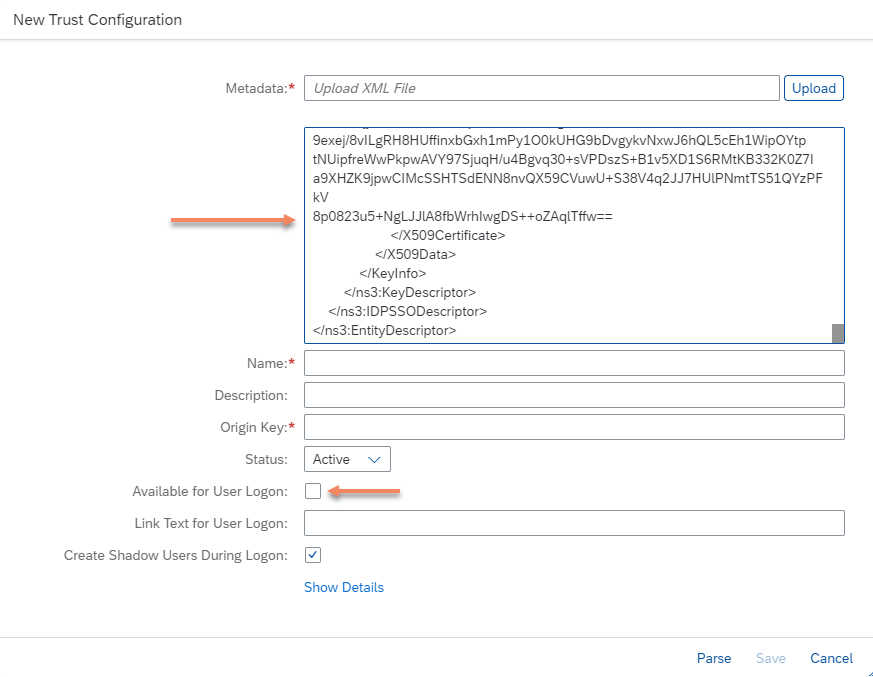 New Trust Configuration
Metadata:*
Upload XML File
Upload
9exej/8vILgRH8HUffinxbGxh1mPy1O0kUHG9bDvgykvNxwJ6hQL5cEh1WipOYtp
tNUipfreWwPkpwAVY97SjuqH/u4Bgvq30+sVPDszS+B1v5XD1S6RMtKB332K0Z7I
a9XHZK9jpwCIMcSSHTSdENN8nvQX59CVuwU+S38V4q2JJ7HUlPNmtTS51QYzPF
kV
8p0823u5+NgLJJlA8fbWrhIwgDS++oZAqlTffw==
</X509Certificate>
</X509Data>
</KeyInfo>
</ns3:KeyDescriptor>
</ns3:IDPSSODescriptor>
</ns3:EntityDescriptor>
Name:*
Description:
Origin Key:*
Status:
Active
Available for User Logon:
Link Text for User Logon:
Create Shadow Users During Logon:
Show Details
Parse
Save
Cancel